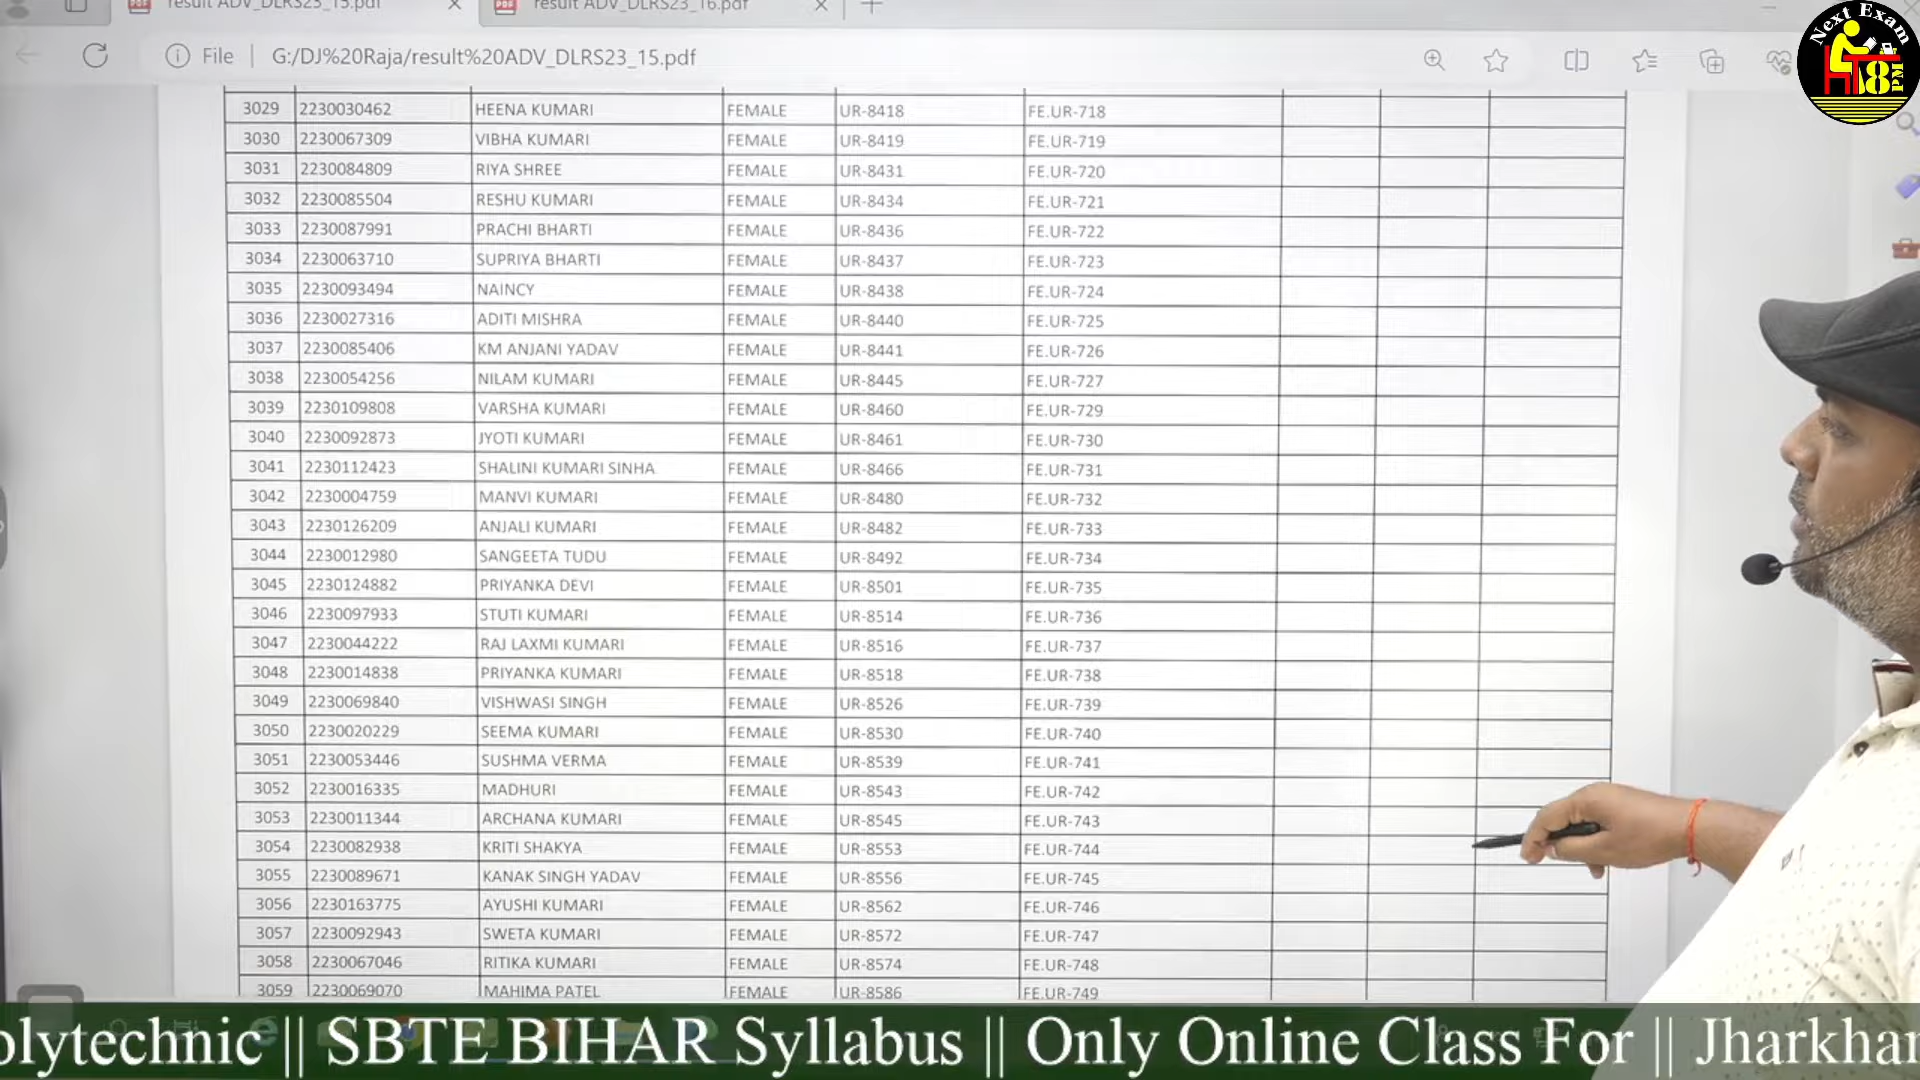 result ADV_DLRS23_15.pdf result ADV_DLRS23_16.pdf
File G:/DJ%20Raja/result%20ADV_DLRS23_15.pdf
Next Exam
8 PM
3029 2230030462 HEENA KUMARI FEMALE UR-8418 FE.UR-718
3030 2230067309 VIBHA KUMARI FEMALE UR-8419 FE.UR-719
3031 2230084809 RIYA SHREE FEMALE UR-8431 FE.UR-720
3032 2230085504 RESHU KUMARI FEMALE UR-8434 FE.UR-721
3033 2230087991 PRACHI BHARTI FEMALE UR-8436 FE.UR-722
3034 2230063710 SUPRIYA BHARTI FEMALE UR-8437 FE.UR-723
3035 2230093494 NAINCY FEMALE UR-8438 FE.UR-724
3036 2230027316 ADITI MISHRA FEMALE UR-8440 FE.UR-725
3037 2230085406 KM ANJANI YADAV FEMALE UR-8441 FE.UR-726
3038 2230054256 NILAM KUMARI FEMALE UR-8445 FE.UR-727
3039 2230109808 VARSHA KUMARI FEMALE UR-8460 FE.UR-729
3040 2230092873 JYOTI KUMARI FEMALE UR-8461 FE.UR-730
3041 2230112423 SHALINI KUMARI SINHA FEMALE UR-8466 FE.UR-731
3042 2230004759 MANVI KUMARI FEMALE UR-8480 FE.UR-732
3043 2230126209 ANJALI KUMARI FEMALE UR-8482 FE.UR-733
3044 2230012980 SANGEETA TUDU FEMALE UR-8492 FE.UR-734
3045 2230124882 PRIYANKA DEVI FEMALE UR-8501 FE.UR-735
3046 2230097933 STUTI KUMARI FEMALE UR-8514 FE.UR-736
3047 2230044222 RAJ LAXMI KUMARI FEMALE UR-8516 FE.UR-737
3048 2230014838 PRIYANKA KUMARI FEMALE UR-8518 FE.UR-738
3049 2230069840 VISHWASI SINGH FEMALE UR-8526 FE.UR-739
3050 2230020229 SEEMA KUMARI FEMALE UR-8530 FE.UR-740
3051 2230053446 SUSHMA VERMA FEMALE UR-8539 FE.UR-741
3052 2230016335 MADHURI FEMALE UR-8543 FE.UR-742
3053 2230011344 ARCHANA KUMARI FEMALE UR-8545 FE.UR-743
3054 2230082938 KRITI SHAKYA FEMALE UR-8553 FE.UR-744
3055 2230089671 KANAK SINGH YADAV FEMALE UR-8556 FE.UR-745
3056 2230163775 AYUSHI KUMARI FEMALE UR-8562 FE.UR-746
3057 2230092943 SWETA KUMARI FEMALE UR-8572 FE.UR-747
3058 2230067046 RITIKA KUMARI FEMALE UR-8574 FE.UR-748
3059 2230069070 MAHIMA PATEL FEMALE UR-8586 FE.UR-749
olytechnic || SBTE BIHAR Syllabus || Only Online Class For || Jharkhan